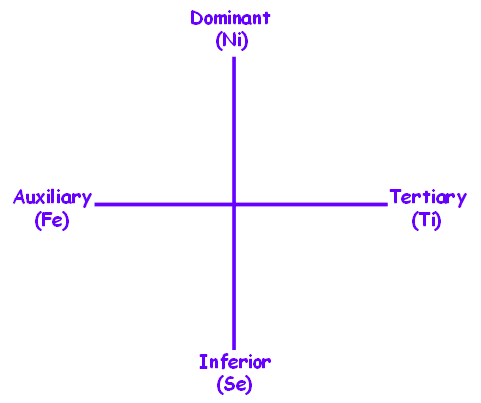 Dominant
(Ni)
Auxiliary
(Fe)
Tertiary
(Ti)
Inferior
(Se)